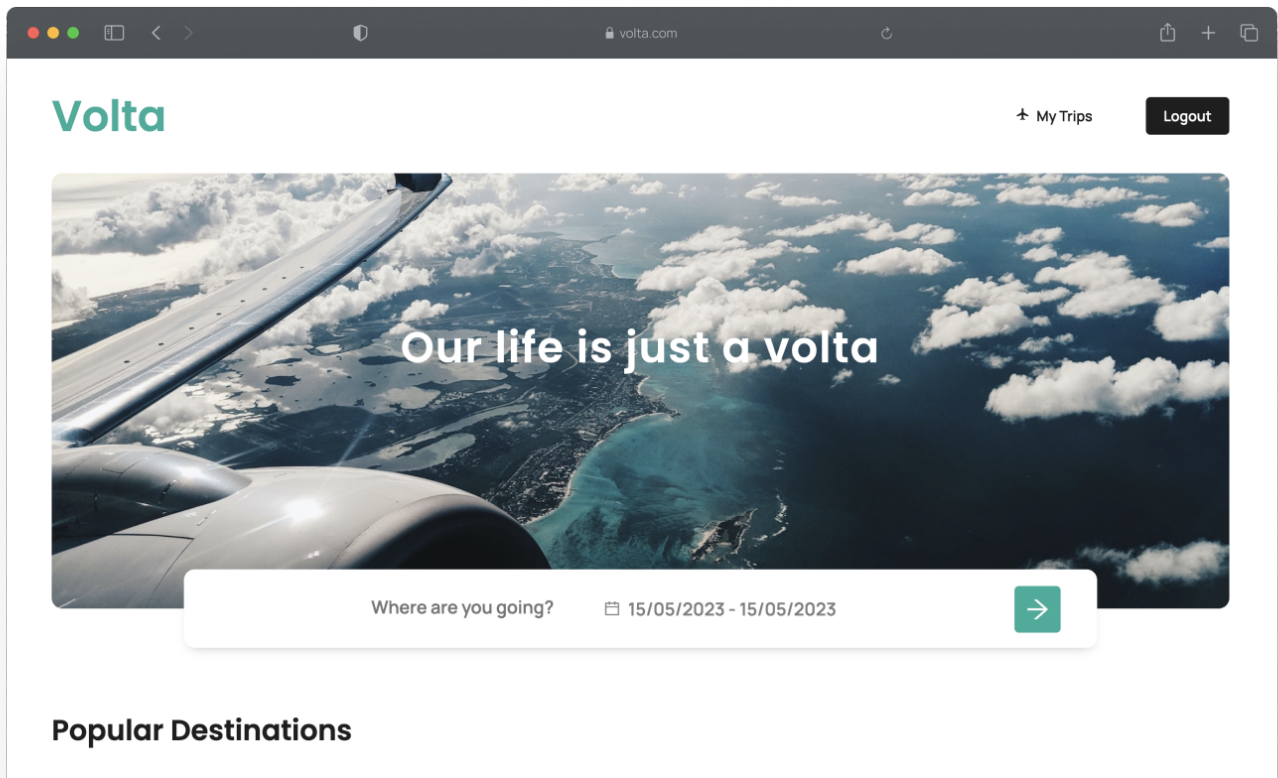 volta.com
Volta
My Trips
Logout
Our life is just a volta
Where are you going?
15/05/2023 - 15/05/2023
Popular Destinations